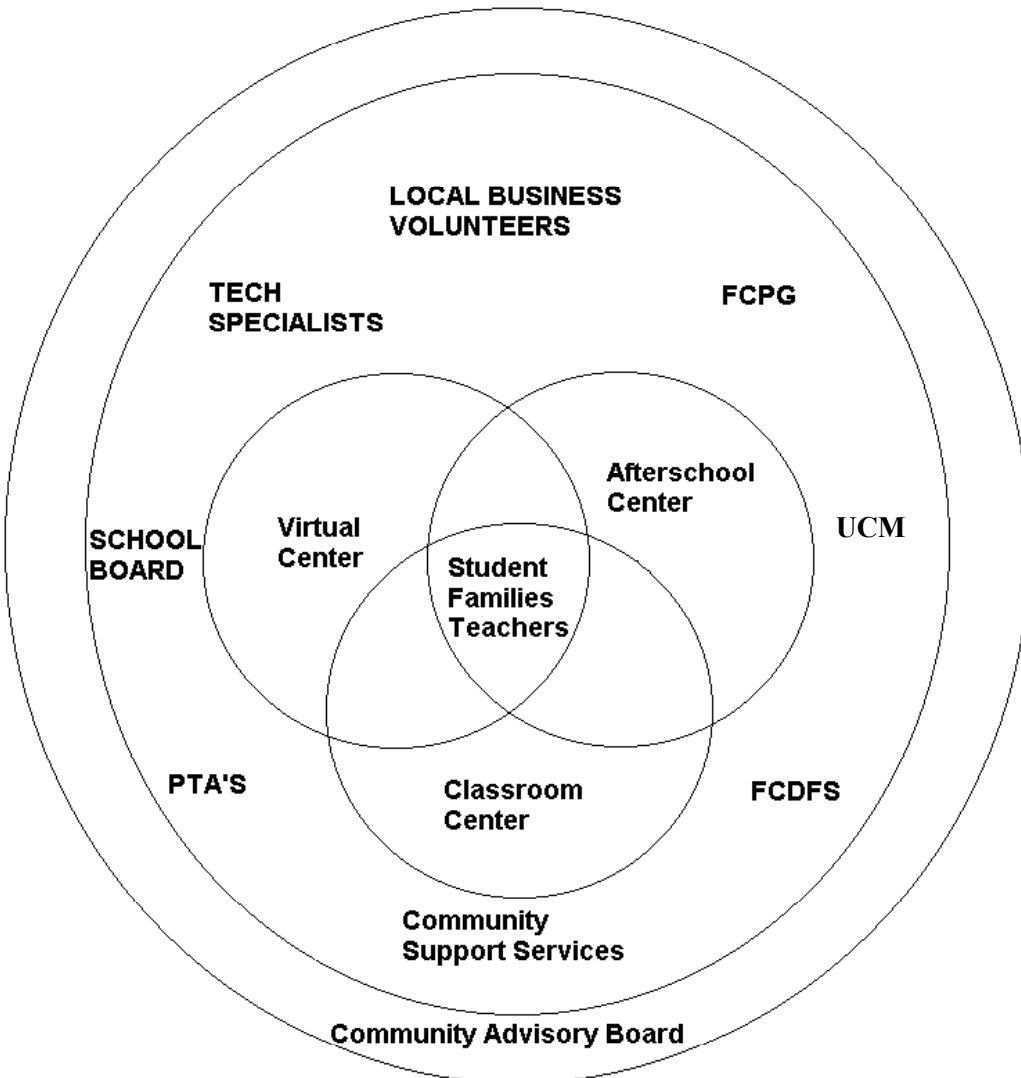 LOCAL BUSINESS
VOLUNTEERS
TECH
SPECIALISTS
FCPG
Afterschool
Center
Virtual
Center
UCM
SCHOOL
BOARD
Student
Families
Teachers
PTA'S
Classroom
Center
FCDFS
Community
Support Services
Community Advisory Board